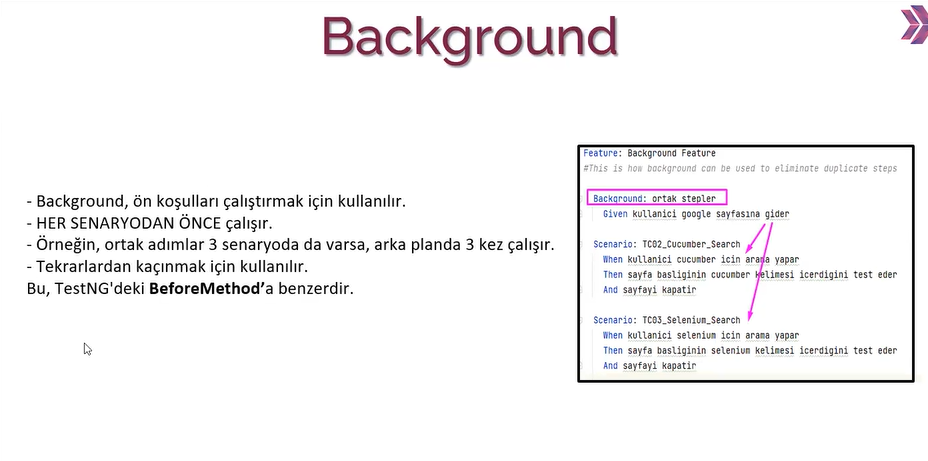 Background
- Background, ön koşulları çalıştırmak için kullanılır.
- HER SENARYODAN ÖNCE çalışır.
- Örneğin, ortak adımlar 3 senaryoda da varsa, arka planda 3 kez çalışır.
- Tekrarlardan kaçınmak için kullanılır.
Bu, TestNG'deki BeforeMethod’a benzerdir.
Feature: Background Feature
#This is how background can be used to eliminate duplicate steps
Background: ortak stepler
Given kullanici google sayfasına gider
Scenario: TC02_Cucumber_Search
When kullanici cucumber icin arama yapar
Then sayfa basliginin cucumber kelimesi icerdigini test eder
And sayfayi kapatir
Scenario: TC03_Selenium_Search
When kullanici selenium icin arama yapar
Then sayfa basliginin selenium kelimesi icerdigini test eder
And sayfayi kapatir